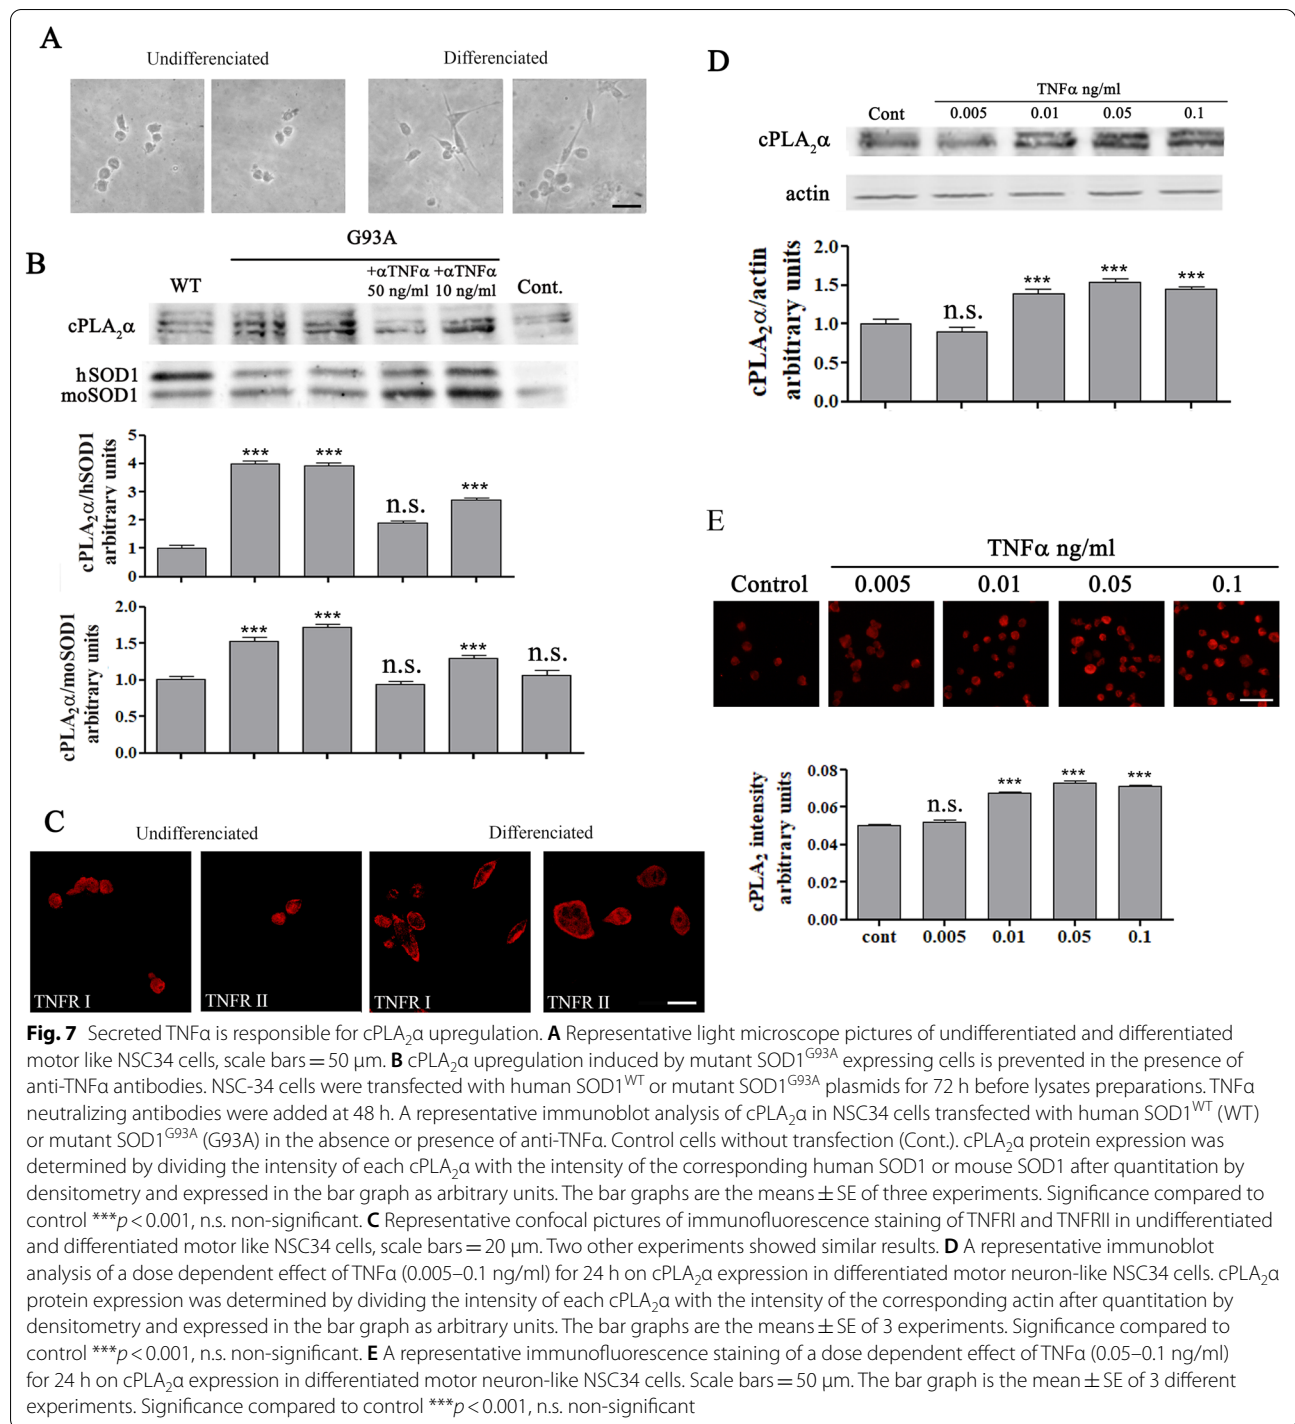 A
Undifferenciated
Differenciated
B
G93A
WT
+αTNFα
50 ng/ml
+αTNFα
10 ng/ml
Cont.
cPLA₂α
hSOD1
moSOD1
cPLA₂α/hSOD1
arbitrary units
5
4
3
2
1
0
***
***
n.s.
***
cPLA₂α/moSOD1
arbitrary units
2.0
1.5
1.0
0.5
0.0
***
***
n.s.
***
n.s.
C
Undifferenciated
Differenciated
TNFR I
TNFR II
TNFR I
TNFR II
D
TNFα ng/ml
Cont
0.005
0.01
0.05
0.1
cPLA₂α
actin
cPLA₂α/actin
arbitrary units
2.0
1.5
1.0
0.5
0.0
n.s.
***
***
***
E
TNFα ng/ml
Control
0.005
0.01
0.05
0.1
cPLA₂ intensity
arbitrary units
0.08
0.06
0.04
0.02
0.00
n.s.
***
***
***
cont
0.005
0.01
0.05
0.1
Fig. 7 Secreted TNFα is responsible for cPLA₂α upregulation. A Representative light microscope pictures of undifferentiated and differentiated
motor like NSC34 cells, scale bars = 50 µm. B cPLA₂α upregulation induced by mutant SOD1^G93A expressing cells is prevented in the presence of
anti-TNFα antibodies. NSC-34 cells were transfected with human SOD1^WT or mutant SOD1^G93A plasmids for 72 h before lysates preparations. TNFα
neutralizing antibodies were added at 48 h. A representative immunoblot analysis of cPLA₂α in NSC34 cells transfected with human SOD1^WT (WT)
or mutant SOD1^G93A (G93A) in the absence or presence of anti-TNFα. Control cells without transfection (Cont.). cPLA₂α protein expression was
determined by dividing the intensity of each cPLA₂α with the intensity of the corresponding human SOD1 or mouse SOD1 after quantitation by
densitometry and expressed in the bar graph as arbitrary units. The bar graphs are the means ± SE of three experiments. Significance compared to
control ***p < 0.001, n.s. non-significant. C Representative confocal pictures of immunofluorescence staining of TNFRI and TNFRII in undifferentiated
and differentiated motor like NSC34 cells, scale bars = 20 µm. Two other experiments showed similar results. D A representative immunoblot
analysis of a dose dependent effect of TNFα (0.005–0.1 ng/ml) for 24 h on cPLA₂α expression in differentiated motor neuron-like NSC34 cells. cPLA₂α
protein expression was determined by dividing the intensity of each cPLA₂α with the intensity of the corresponding actin after quantitation by
densitometry and expressed in the bar graph as arbitrary units. The bar graphs are the means ± SE of 3 experiments. Significance compared to
control ***p < 0.001, n.s. non-significant. E A representative immunofluorescence staining of a dose dependent effect of TNFα (0.05–0.1 ng/ml)
for 24 h on cPLA₂α expression in differentiated motor neuron-like NSC34 cells. Scale bars = 50 µm. The bar graph is the mean ± SE of 3 different
experiments. Significance compared to control ***p < 0.001, n.s. non-significant